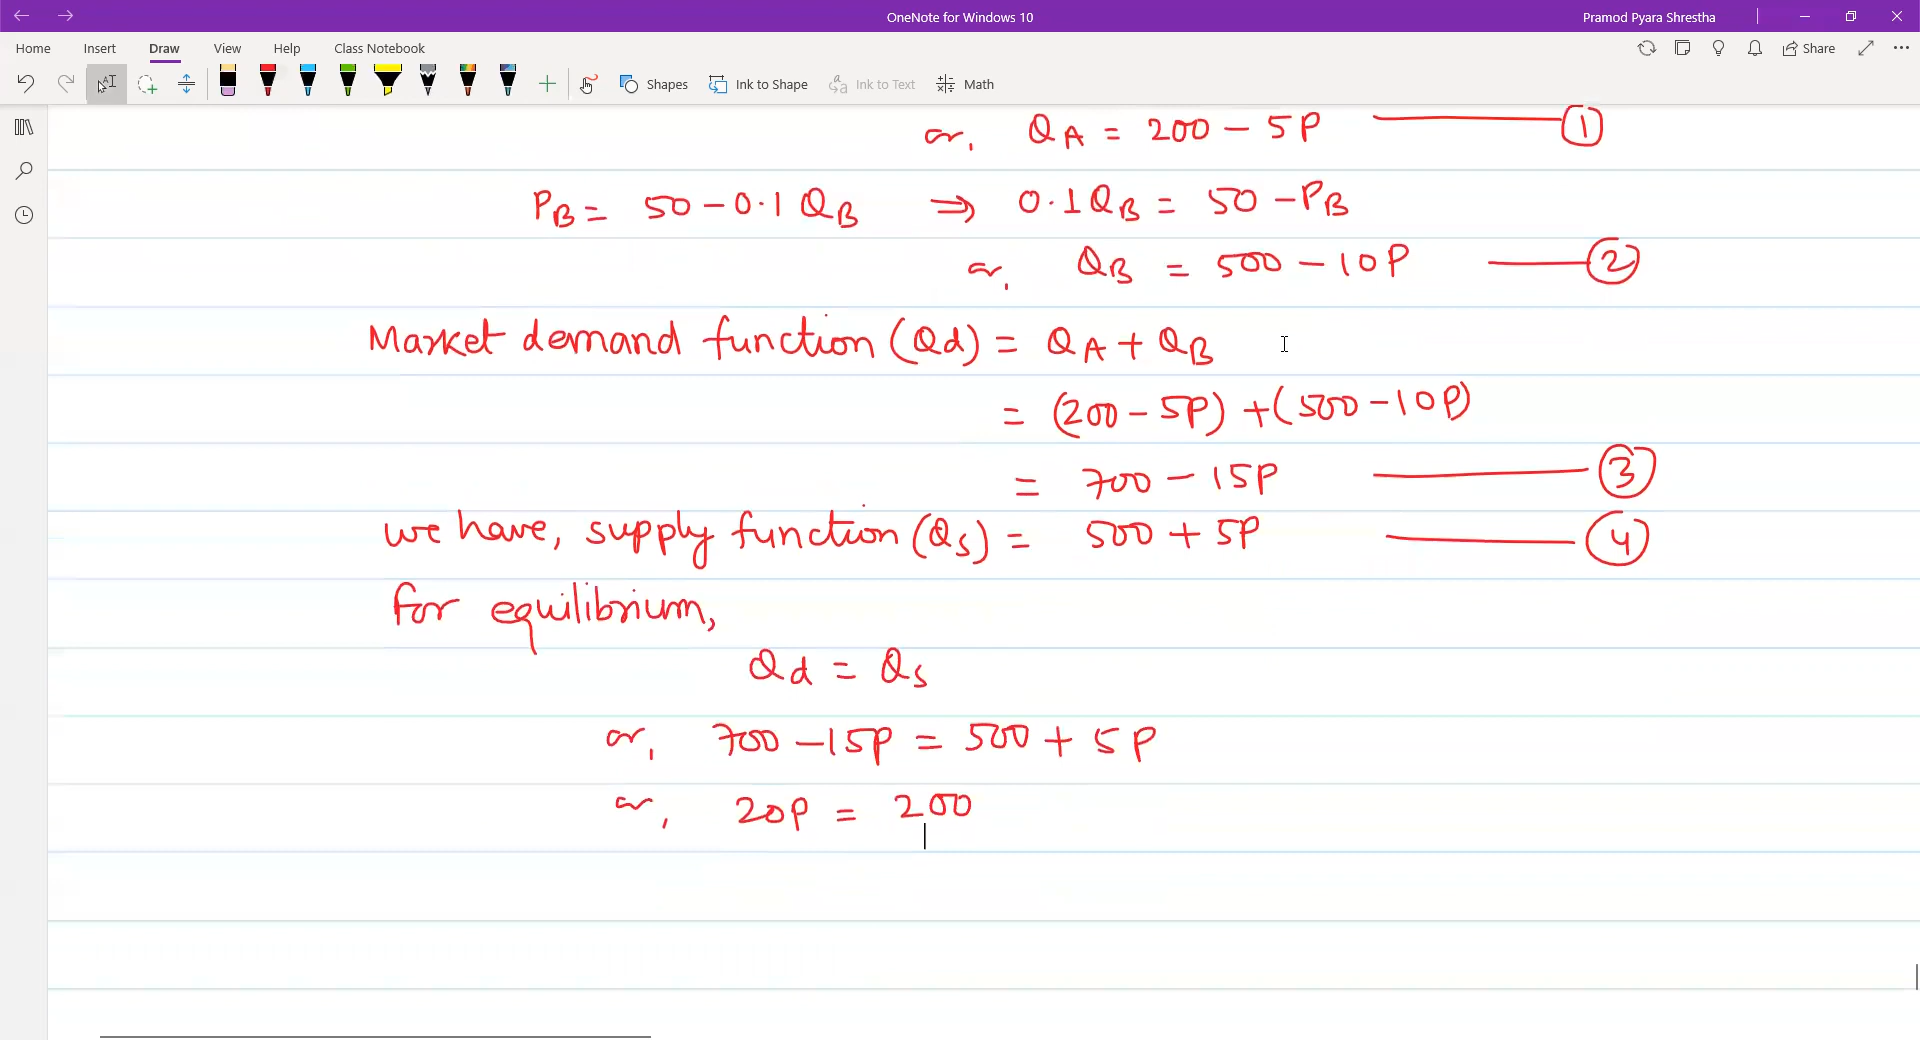 OneNote for Windows 10
Pramod Pyara Shrestha
Home Insert Draw View Help Class Notebook Share
Shapes Ink to Shape Ink to Text Math
or, QA = 200 - 5P ——— ①
PB = 50 - 0.1 QB ⇒ 0.1 QB = 50 - PB
or, QB = 500 - 10P ——— ②
Market demand function (Qd) = QA + QB
= (200 - 5P) + (500 - 10P)
= 700 - 15P ——— ③
we have, supply function (Qs) = 500 + 5P ——— ④
for equilibrium,
Qd = Qs
or, 700 - 15P = 500 + 5P
or, 20P = 200